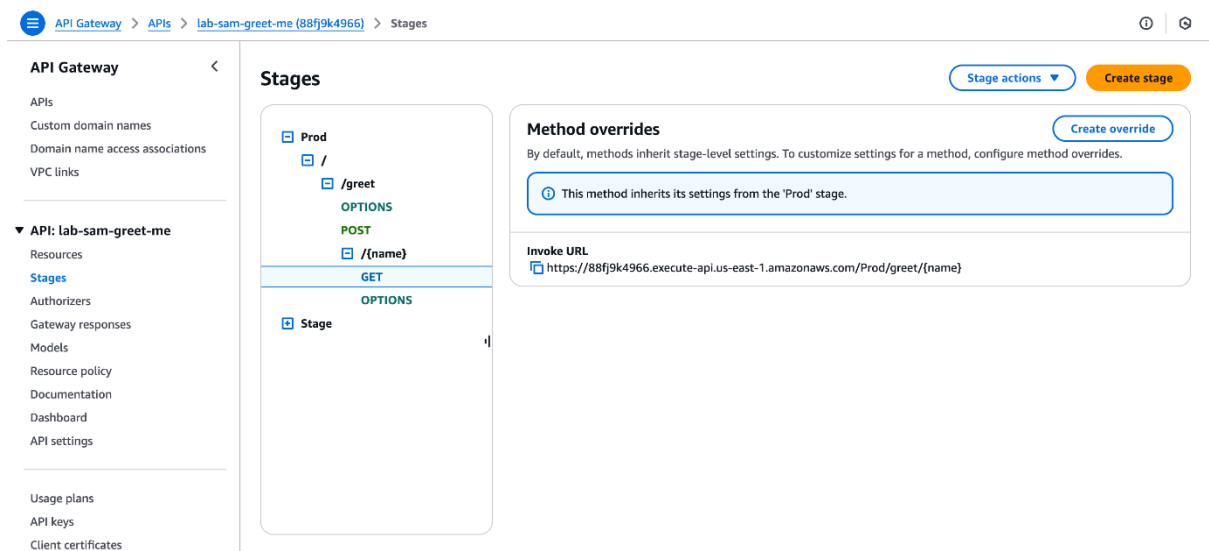 API Gateway > APIs > lab-sam-greet-me (88fj9k4966) > Stages
API Gateway
APIs
Custom domain names
Domain name access associations
VPC links
API: lab-sam-greet-me
Resources
Stages
Authorizers
Gateway responses
Models
Resource policy
Documentation
Dashboard
API settings
Usage plans
API keys
Client certificates
Stages
Stage actions
Create stage
Prod
/
/greet
OPTIONS
POST
/{name}
GET
OPTIONS
Stage
Method overrides
Create override
By default, methods inherit stage-level settings. To customize settings for a method, configure method overrides.
This method inherits its settings from the 'Prod' stage.
Invoke URL
https://88fj9k4966.execute-api.us-east-1.amazonaws.com/Prod/greet/{name}